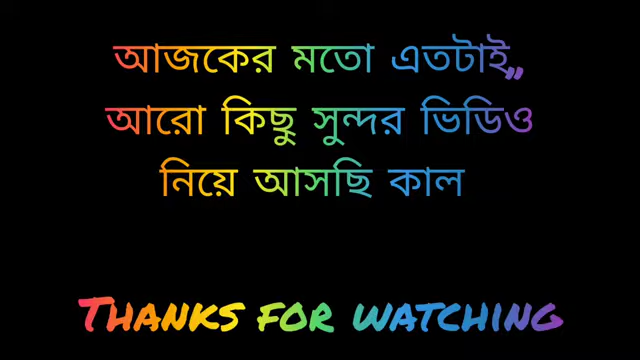 আজকের মতো এতটাই,,
আরো কিছু সুন্দর ভিডিও
নিয়ে আসছি কাল
THANKS FOR WATCHING